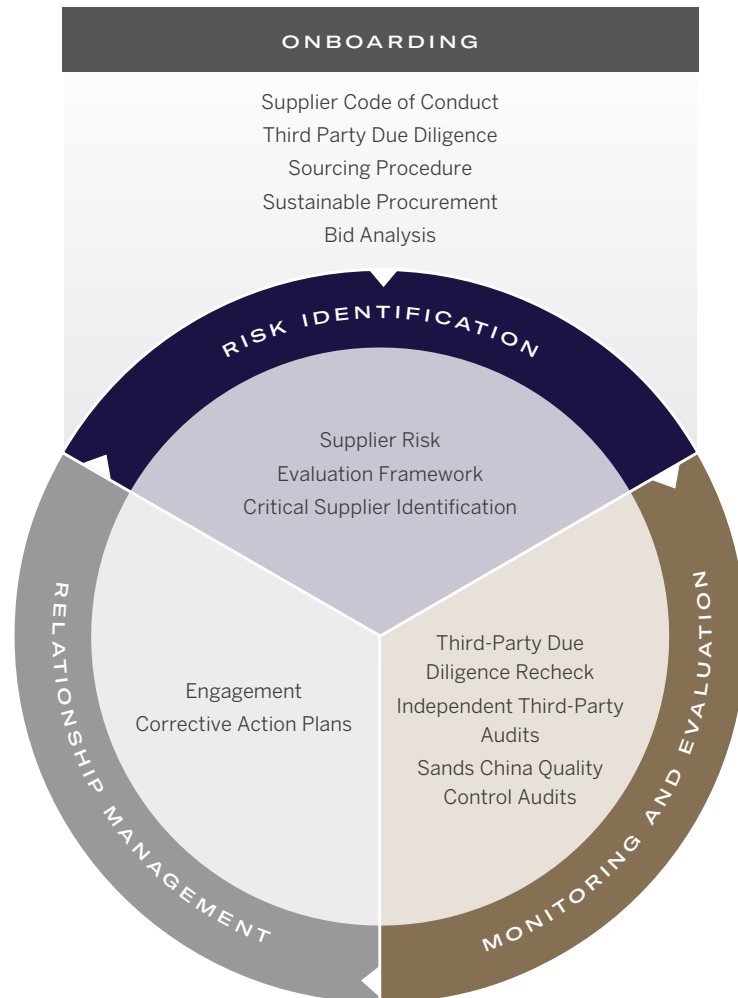 ONBOARDING
Supplier Code of Conduct
Third Party Due Diligence
Sourcing Procedure
Sustainable Procurement
Bid Analysis
RISK IDENTIFICATION
Supplier Risk
Evaluation Framework
Critical Supplier Identification
MONITORING AND EVALUATION
Third-Party Due
Diligence Recheck
Independent Third-Party
Audits
Sands China Quality
Control Audits
RELATIONSHIP MANAGEMENT
Engagement
Corrective Action Plans